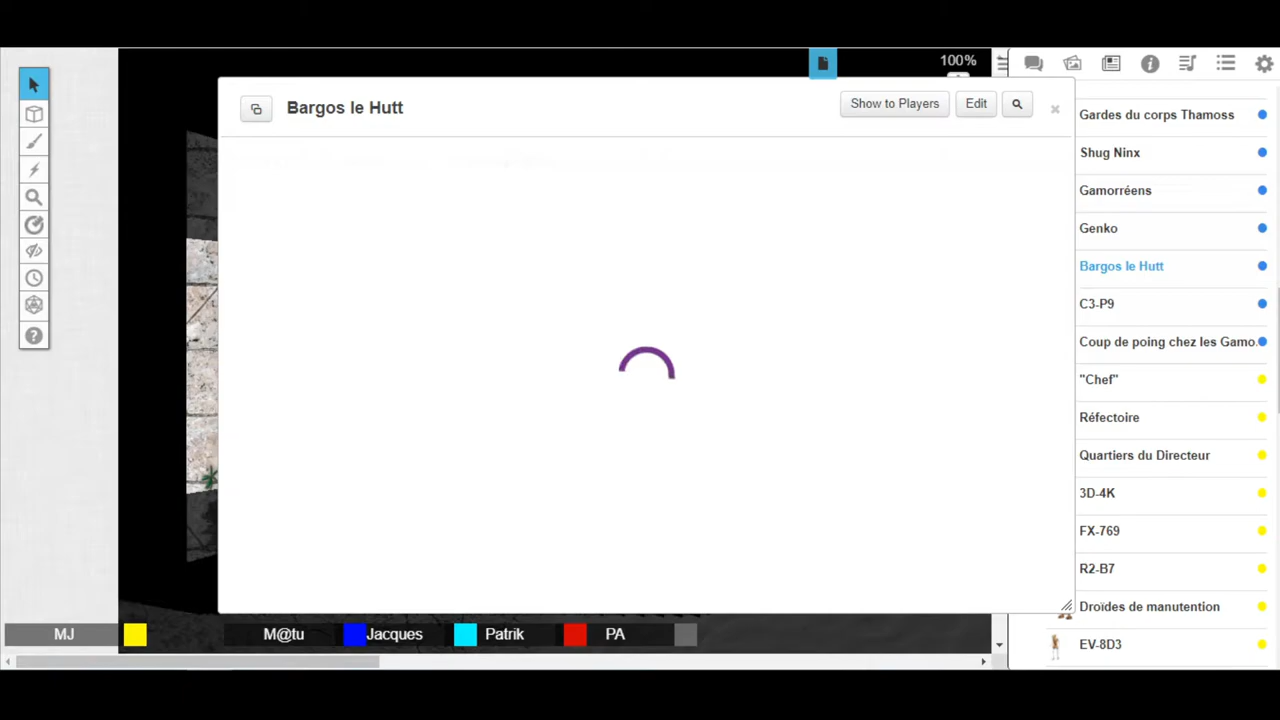 100%
Bargos le Hutt
Show to Players
Edit
Gardes du corps Thamoss
Shug Ninx
Gamorréens
Genko
Bargos le Hutt
C3-P9
Coup de poing chez les Gamo.
"Chef"
Réfectoire
Quartiers du Directeur
3D-4K
FX-769
R2-B7
Droïdes de manutention
EV-8D3
MJ
M@tu
Jacques
Patrik
PA